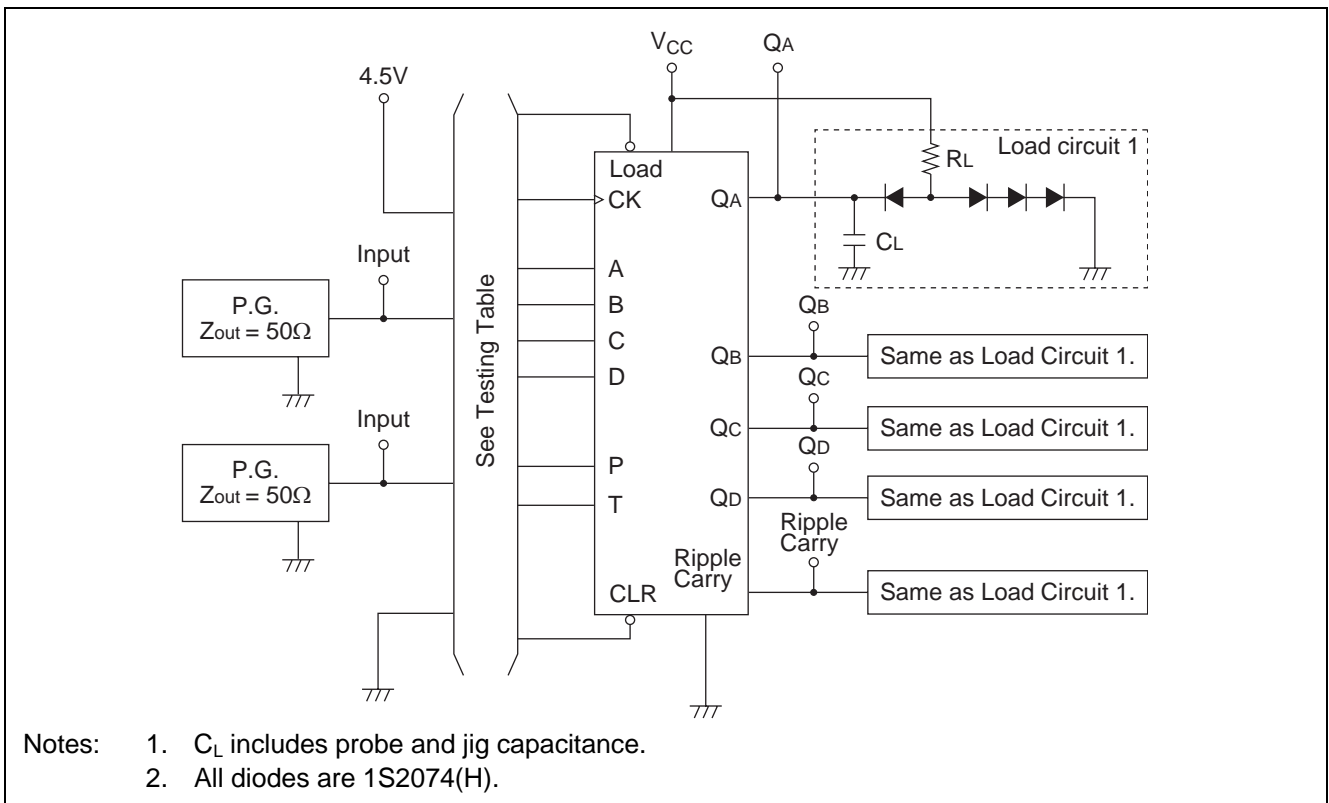 VCC
QA
4.5V
Load circuit 1
RL
Load
CK
QA
CL
Input
A
P.G.
Zout = 50Ω
B
C
D
See Testing Table
QB
QB
Same as Load Circuit 1.
QC
QC
Same as Load Circuit 1.
Input
P.G.
Zout = 50Ω
P
T
QD
QD
Same as Load Circuit 1.
Ripple
Carry
Ripple
Carry
Same as Load Circuit 1.
CLR
Notes: 1. CL includes probe and jig capacitance.
2. All diodes are 1S2074(H).